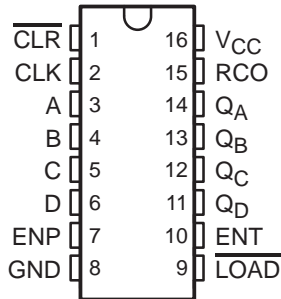 CLR 1 16 VCC
CLK 2 15 RCO
A 3 14 QA
B 4 13 QB
C 5 12 QC
D 6 11 QD
ENP 7 10 ENT
GND 8 9 LOAD